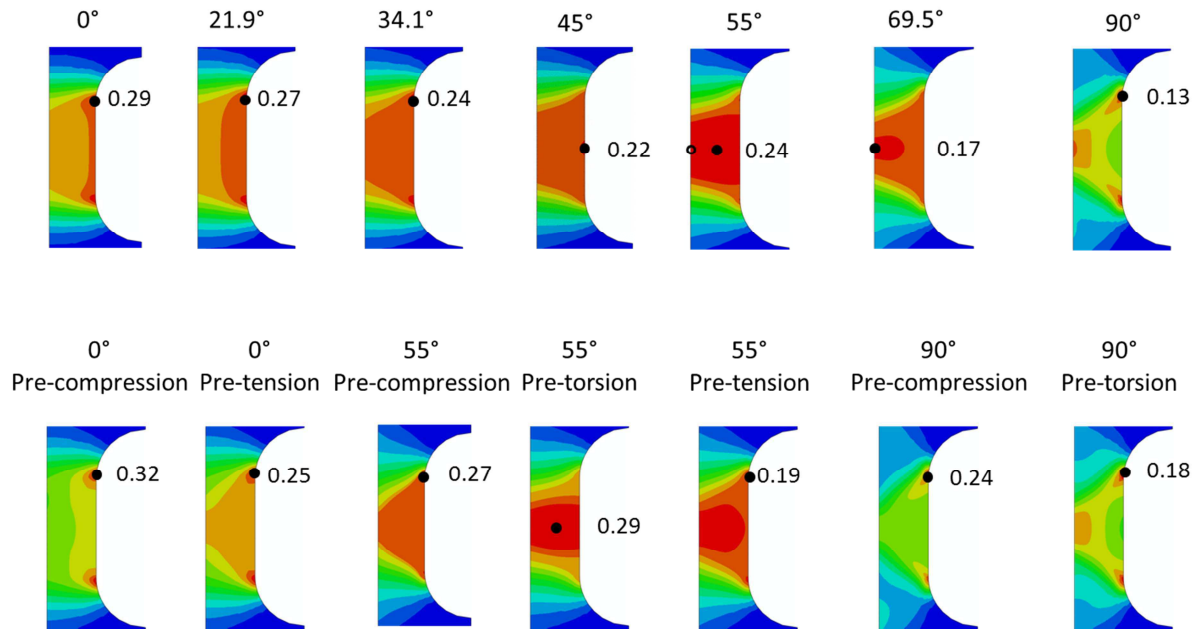 0° 21.9° 34.1° 45° 55° 69.5° 90°
0.29 0.27 0.24 0.22 0.24 0.17 0.13
0° 0° 55° 55° 55° 90° 90°
Pre-compression Pre-tension Pre-compression Pre-torsion Pre-tension Pre-compression Pre-torsion
0.32 0.25 0.27 0.29 0.19 0.24 0.18